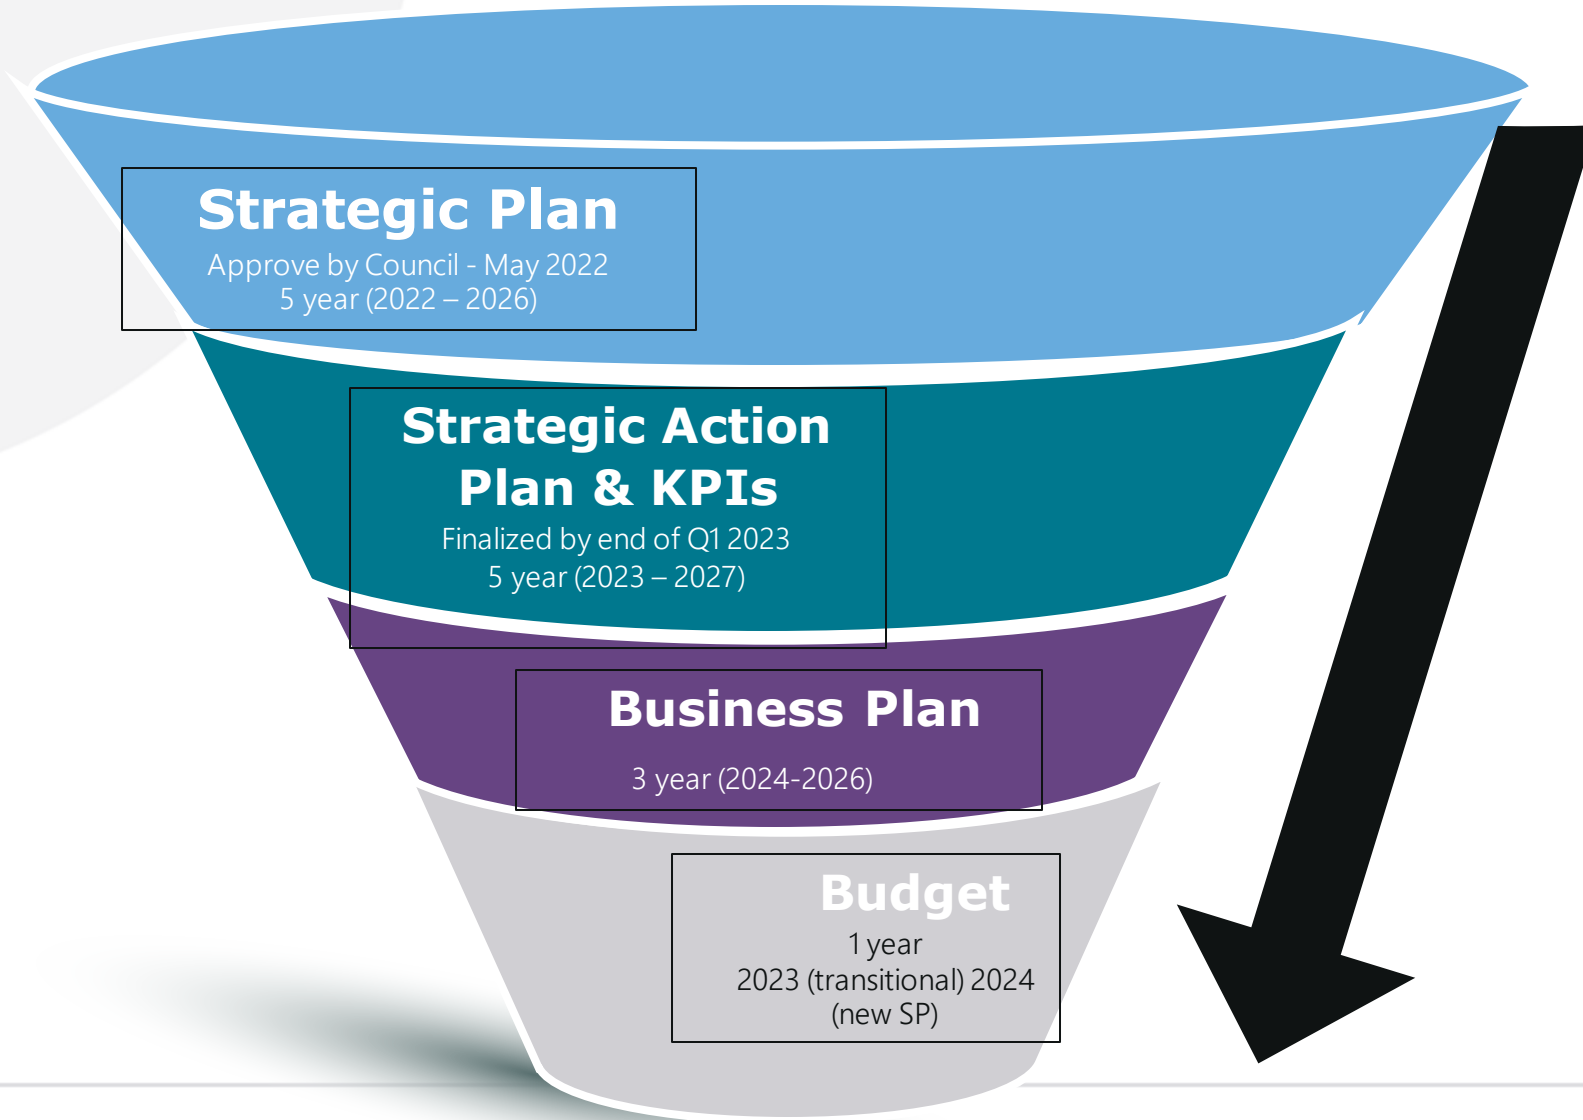 Strategic Plan
Approve by Council - May 2022
5 year (2022 – 2026)
Strategic Action
Plan & KPIs
Finalized by end of Q1 2023
5 year (2023 – 2027)
Business Plan
3 year (2024-2026)
Budget
1 year
2023 (transitional) 2024
(new SP)